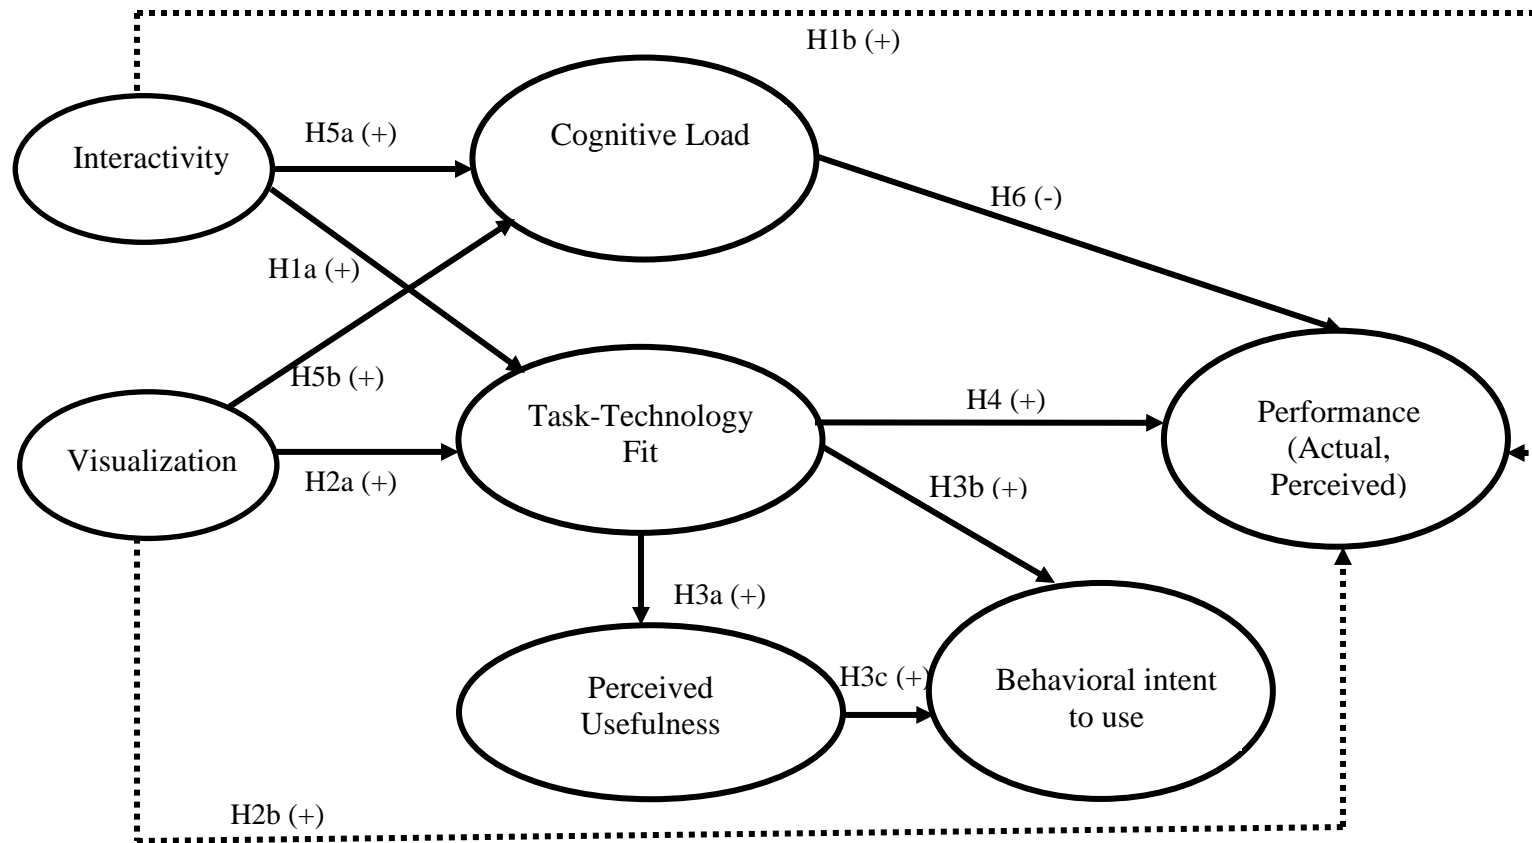 H1b (+)
H5a (+)
Cognitive Load
Interactivity
H6 (-)
H1a (+)
H5b (+)
Task-Technology
Fit
H4 (+)
Performance
(Actual,
Perceived)
Visualization
H2a (+)
H3b (+)
H3a (+)
H3c (+)
Perceived
Usefulness
Behavioral intent
to use
H2b (+)